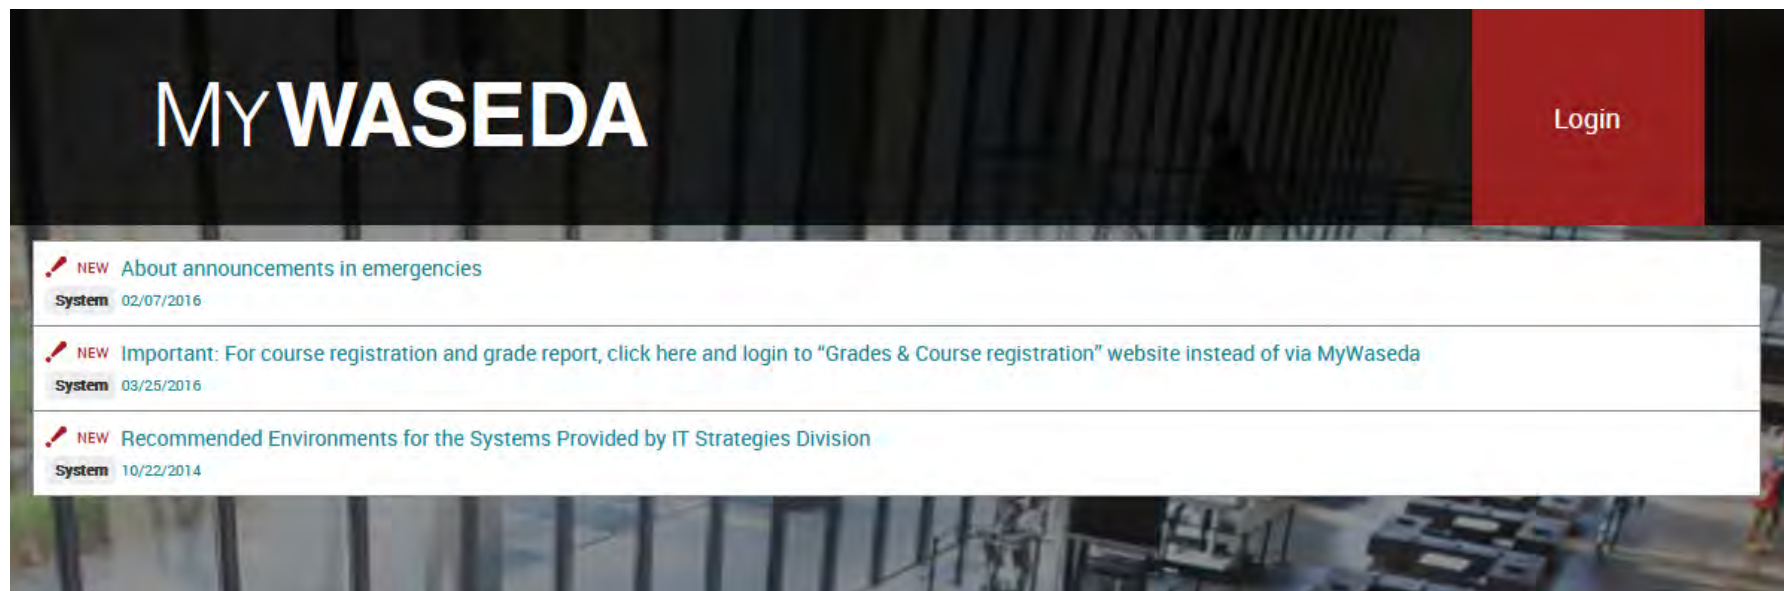 MYWASEDA
Login
NEW About announcements in emergencies
System 02/07/2016
NEW Important: For course registration and grade report, click here and login to “Grades & Course registration” website instead of via MyWaseda
System 03/25/2016
NEW Recommended Environments for the Systems Provided by IT Strategies Division
System 10/22/2014